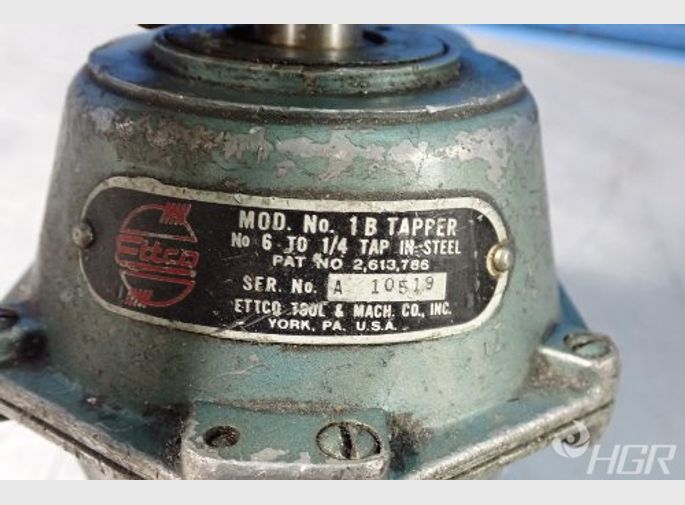 Ettco
MOD. No. 1B TAPPER
No 6 TO 1/4 TAP IN STEEL
PAT NO 2,613,786
SER. No. A 10519
ETTCO TOOL & MACH. CO., INC.
YORK, PA. U.S.A.
HGR